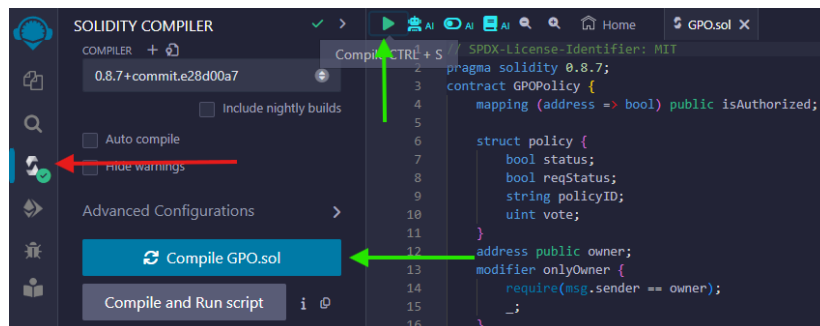 SOLIDITY COMPILER
COMPILER
0.8.7+commit.e28d00a7
Include nightly builds
Auto compile
Hide warnings
Advanced Configurations
Compile GPO.sol
Compile and Run script
i
AI
AI
AI
Home
GPO.sol
Compile CTRL + S
// SPDX-License-Identifier: MIT
2 pragma solidity 0.8.7;
3 contract GPOPolicy {
4 mapping (address => bool) public isAuthorized;
5
6 struct policy {
7 bool status;
8 bool reqStatus;
9 string policyID;
10 uint vote;
11 }
12 address public owner;
13 modifier onlyOwner {
14 require(msg.sender == owner);
15 _;
16 }